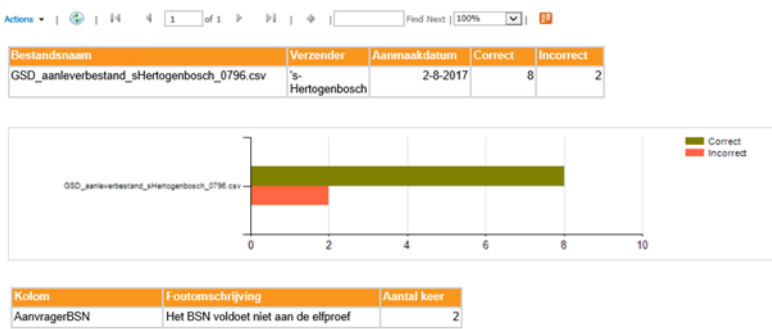 Actions 1 of 1 Find Next 100%
Bestandsnaam Verzender Aanmaakdatum Correct Incorrect
GSD_aanleverbestand_sHertogenbosch_0796.csv 's-Hertogenbosch 2-8-2017 8 2
Correct
Incorrect
GSD_aanleverbestand_sHertogenbosch_0796.csv
0 2 4 6 8 10
Kolom Foutomschrijving Aantal keer
AanvragerBSN Het BSN voldoet niet aan de elfproef 2